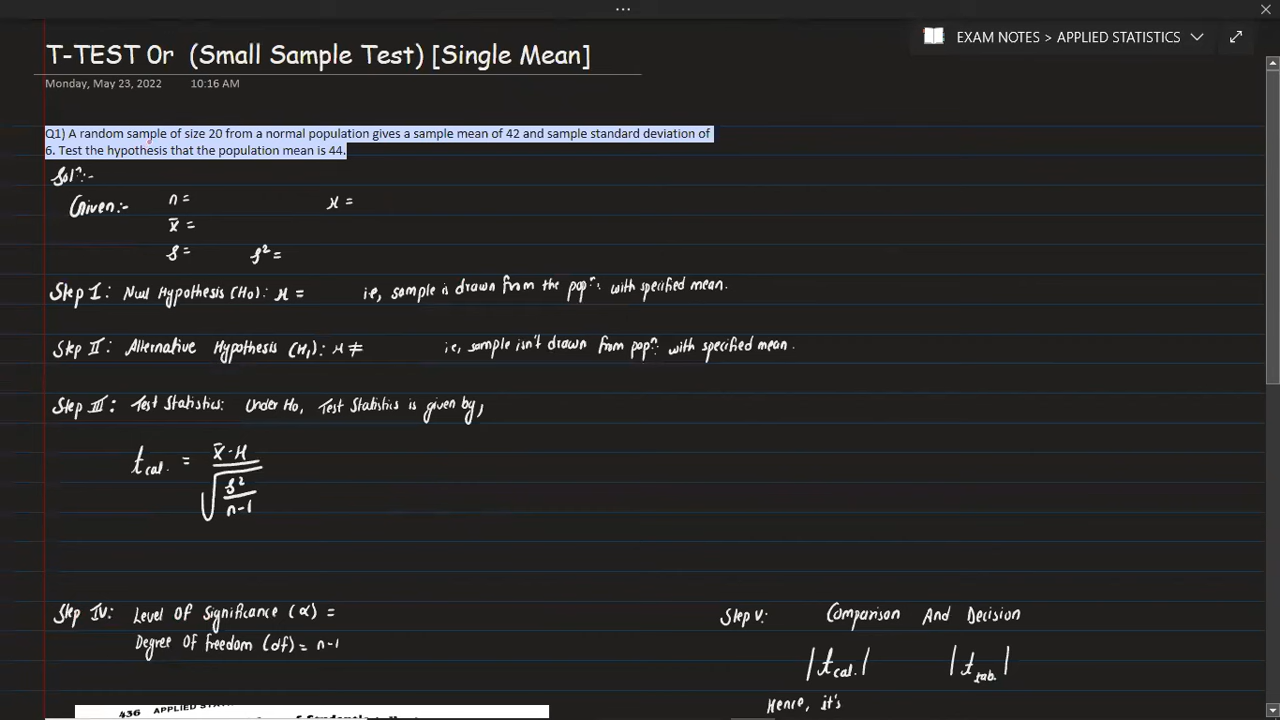 EXAM NOTES > APPLIED STATISTICS
T-TEST Or (Small Sample Test) [Single Mean]
Monday, May 23, 2022 10:16 AM
Q1) A random sample of size 20 from a normal population gives a sample mean of 42 and sample standard deviation of
6. Test the hypothesis that the population mean is 44.
Solⁿ:-
Given:- n = μ =
x̄ =
s = s² =
Step I: Null Hypothesis (H₀): μ = i.e, sample is drawn from the popⁿ. with specified mean.
Step II: Alternative Hypothesis (H₁): μ ≠ i.e, sample isn't drawn from popⁿ. with specified mean.
Step III: Test Statistics: Under H₀, Test Statistics is given by,
t cal. = x̄ - μ
√ s²
n-1
Step IV: Level Of Significance (α) =
Degree Of freedom (df) = n-1
Step V: Comparison And Decision
|t cal.| |t tab.|
Hence, it's
436 APPLIED